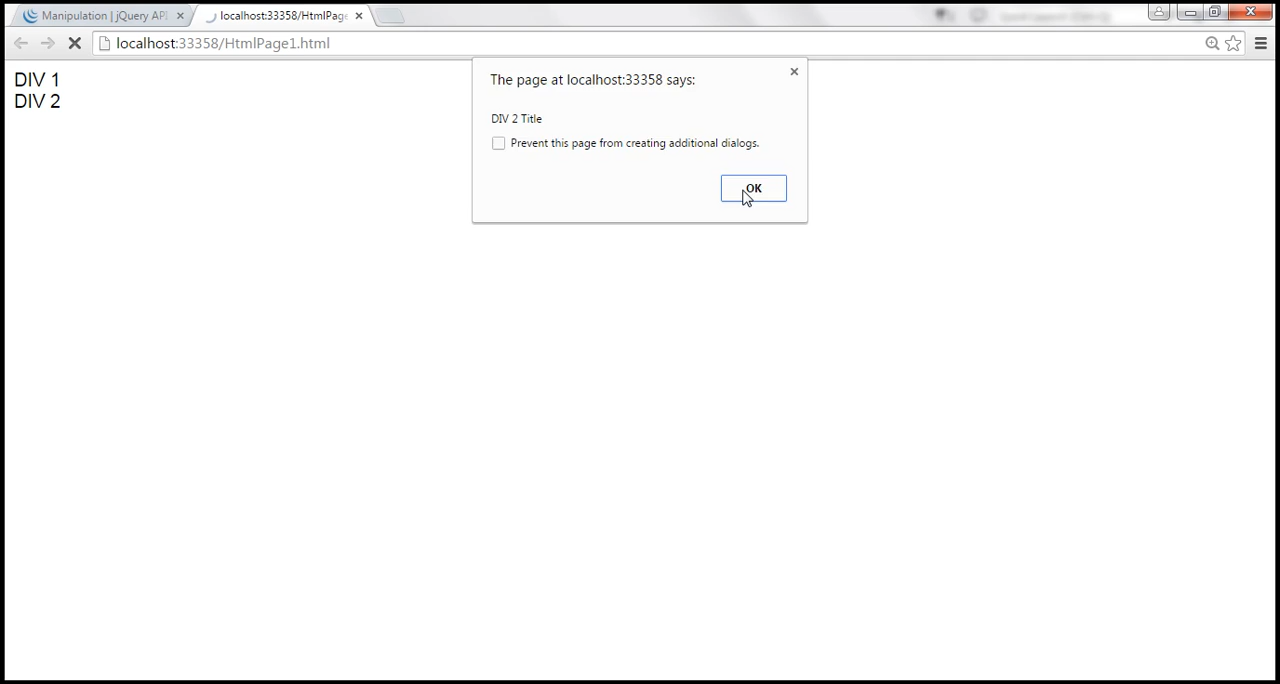 Manipulation | jQuery API
localhost:33358/HtmlPage
localhost:33358/HtmlPage1.html
DIV 1
DIV 2
The page at localhost:33358 says:
DIV 2 Title
Prevent this page from creating additional dialogs.
OK